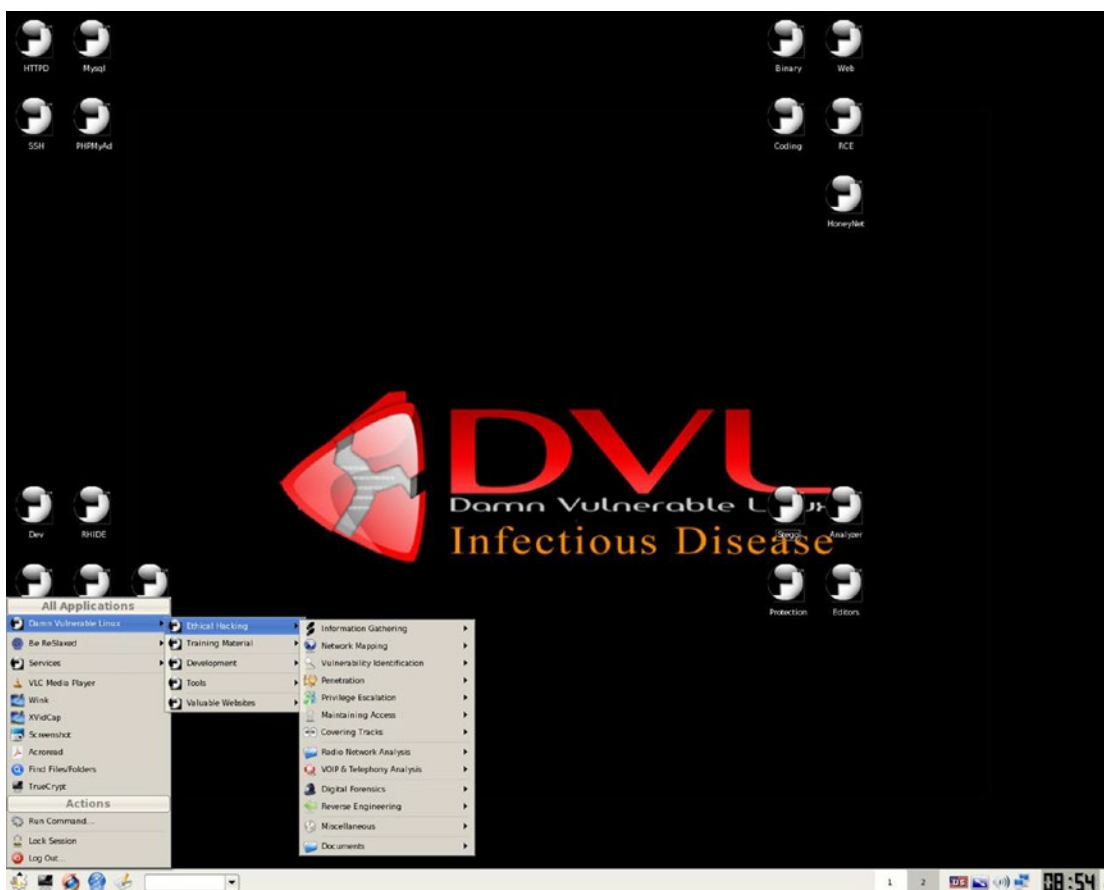 HTTPD
Mysql
Binary
Web
SSH
PHPMyAd
Coding
RCE
HoneyNet
DVL
Damn Vulnerable
Infectious Disease
Dev
RHIDE
Stego
Analyzer
Protection
Editors
All Applications
Damn Vulnerable Linux
Be ReSlaxed
Services
VLC Media Player
Wink
XVidCap
Screenshot
Acroread
Find Files/Folders
TrueCrypt
Actions
Run Command...
Lock Session
Log Out...
Ethical Hacking
Training Material
Development
Tools
Valuable Websites
Information Gathering
Network Mapping
Vulnerability Identification
Penetration
Privilege Escalation
Maintaining Access
Covering Tracks
Radio Network Analysis
VOIP & Telephony Analysis
Digital Forensics
Reverse Engineering
Miscellaneous
Documents
1
2
US
08:54